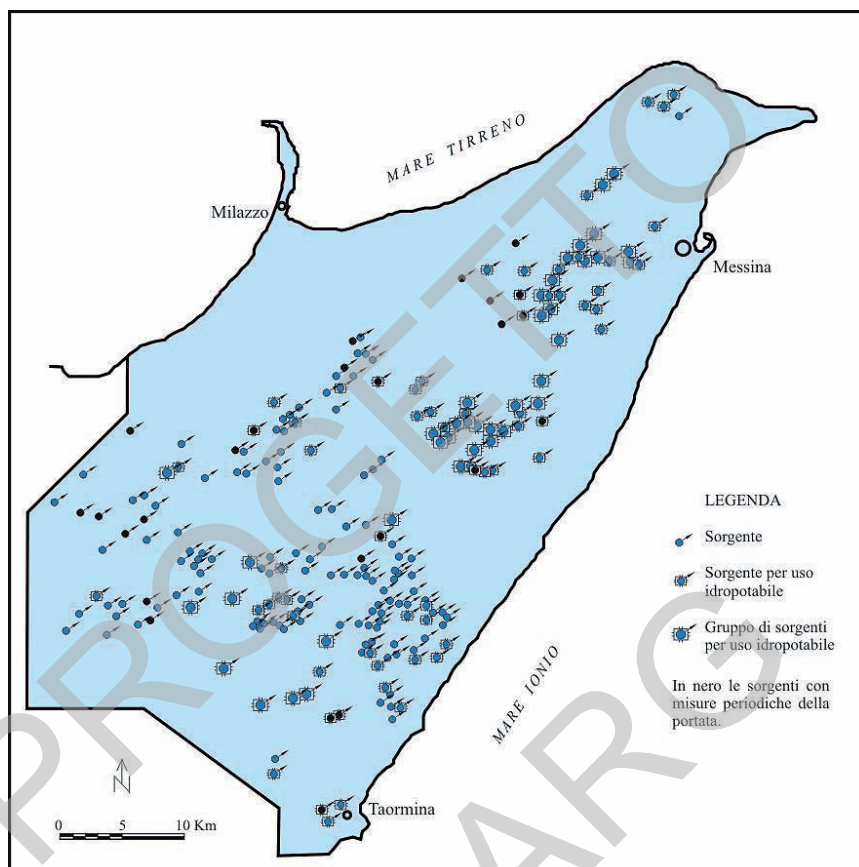 MARE TIRRENO
Milazzo
Messina
LEGENDA
Sorgente
Sorgente per uso
idropotabile
Gruppo di sorgenti
per uso idropotabile
In nero le sorgenti con
misure periodiche della
portata.
MARE IONIO
N
Taormina
0 5 10 Km
PROGETTO
CARG